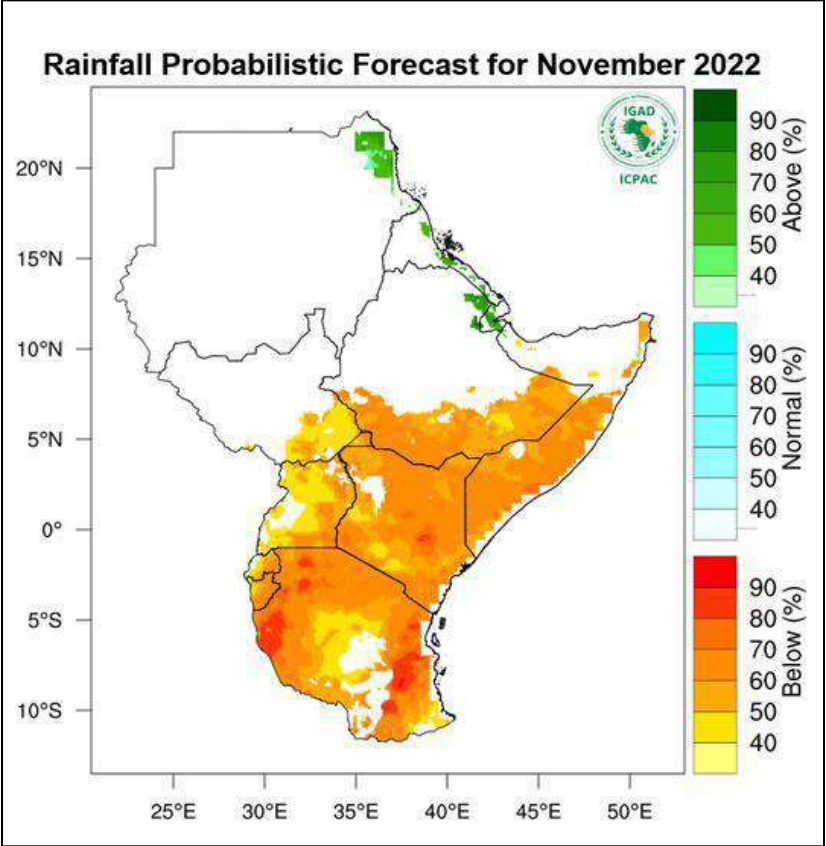 Rainfall Probabilistic Forecast for November 2022
IGAD
ICPAC
20°N
15°N
10°N
5°N
0°
5°S
10°S
25°E
30°E
35°E
40°E
45°E
50°E
90
80
70
60
50
40
Above (%)
90
80
70
60
50
40
Normal (%)
90
80
70
60
50
40
Below (%)